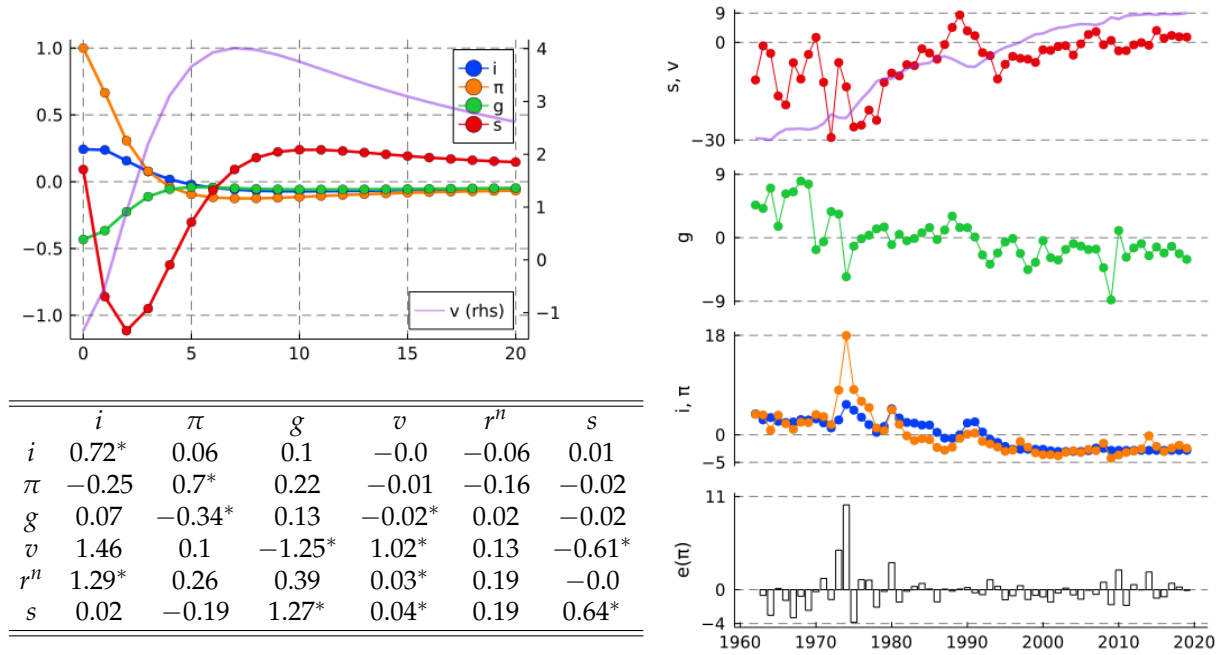 1.0
0.5
0.0
−0.5
−1.0
4
3
2
1
0
−1
i
π
g
s
v (rhs)
0 5 10 15 20
i π g v rⁿ s
i 0.72* 0.06 0.1 −0.0 −0.06 0.01
π −0.25 0.7* 0.22 −0.01 −0.16 −0.02
g 0.07 −0.34* 0.13 −0.02* 0.02 −0.02
v 1.46 0.1 −1.25* 1.02* 0.13 −0.61*
rⁿ 1.29* 0.26 0.39 0.03* 0.19 −0.0
s 0.02 −0.19 1.27* 0.04* 0.19 0.64*
s, v
9
0
−30
g
9
0
−9
i, π
18
0
−5
e(π)
11
0
−4
1960 1970 1980 1990 2000 2010 2020